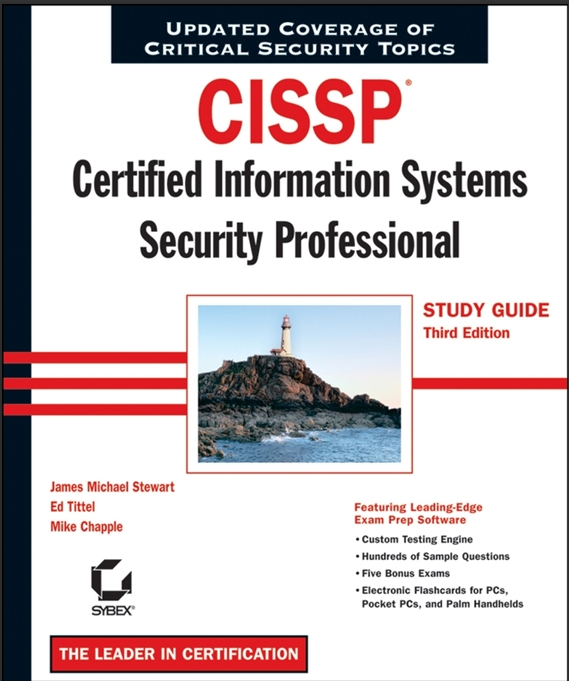 UPDATED COVERAGE OF
CRITICAL SECURITY TOPICS
CISSP®
Certified Information Systems
Security Professional
STUDY GUIDE
Third Edition
James Michael Stewart
Ed Tittel
Mike Chapple
Featuring Leading-Edge
Exam Prep Software
• Custom Testing Engine
• Hundreds of Sample Questions
• Five Bonus Exams
• Electronic Flashcards for PCs,
Pocket PCs, and Palm Handhelds
SYBEX®
THE LEADER IN CERTIFICATION